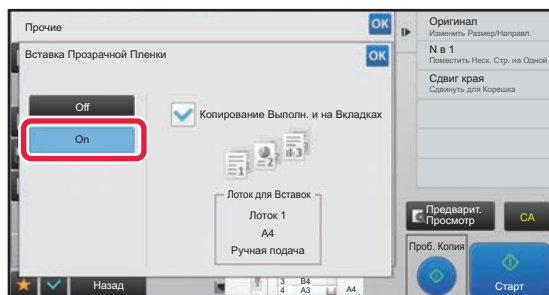 Прочие
OK
Вставка Прозрачной Пленки
OK
Off
On
Копирование Выполн. и на Вкладках
1
2
3
Лоток для Вставок
Лоток 1
A4
Ручная подача
Назад
3 B4
4 A3
A4
Оригинал
Изменить Размер/Направл.
N в 1
Поместить Неск. Стр. на Одной
Сдвиг края
Сдвинуть для Корешка
Предварит.
Просмотр
CA
Проб. Копия
Старт